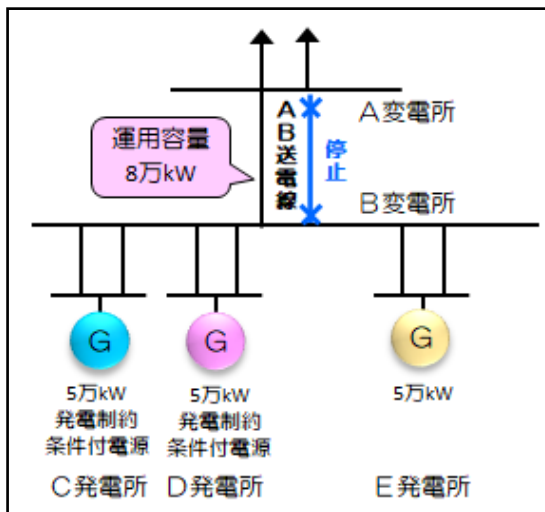 運用容量
8万kW
AB送電線
停止
A変電所
B変電所
G
G
G
5万kW
発電制約
条件付電源
5万kW
発電制約
条件付電源
5万kW
C発電所
D発電所
E発電所